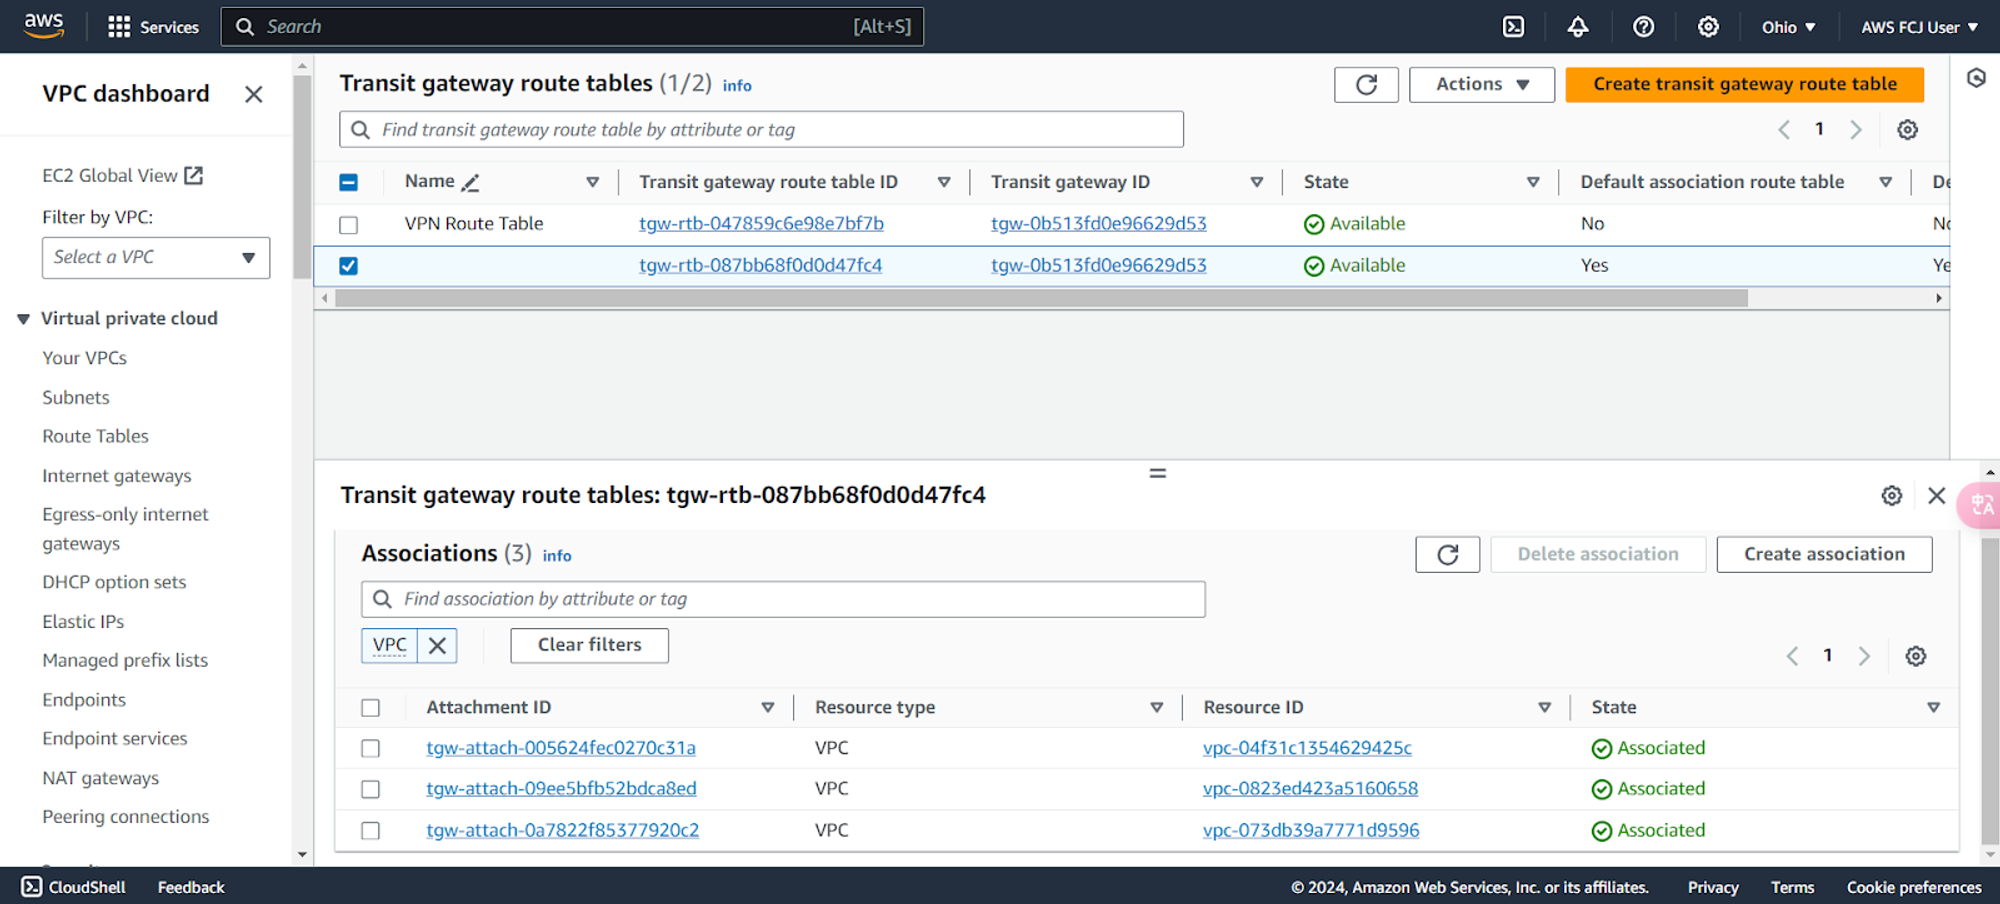 aws Services Search [Alt+S] Ohio AWS FCJ User
VPC dashboard
EC2 Global View
Filter by VPC:
Select a VPC
Virtual private cloud
Your VPCs
Subnets
Route Tables
Internet gateways
Egress-only internet
gateways
DHCP option sets
Elastic IPs
Managed prefix lists
Endpoints
Endpoint services
NAT gateways
Peering connections
Transit gateway route tables (1/2) info Actions Create transit gateway route table
Find transit gateway route table by attribute or tag 1
Name Transit gateway route table ID Transit gateway ID State Default association route table
VPN Route Table tgw-rtb-047859c6e98e7bf7b tgw-0b513fd0e96629d53 Available No
tgw-rtb-087bb68f0d0d47fc4 tgw-0b513fd0e96629d53 Available Yes
Transit gateway route tables: tgw-rtb-087bb68f0d0d47fc4
Associations (3) info Delete association Create association
Find association by attribute or tag
VPC Clear filters 1
Attachment ID Resource type Resource ID State
tgw-attach-005624fec0270c31a VPC vpc-04f31c1354629425c Associated
tgw-attach-09ee5bfb52bdca8ed VPC vpc-0823ed423a5160658 Associated
tgw-attach-0a7822f85377920c2 VPC vpc-073db39a7771d9596 Associated
CloudShell Feedback © 2024, Amazon Web Services, Inc. or its affiliates. Privacy Terms Cookie preferences